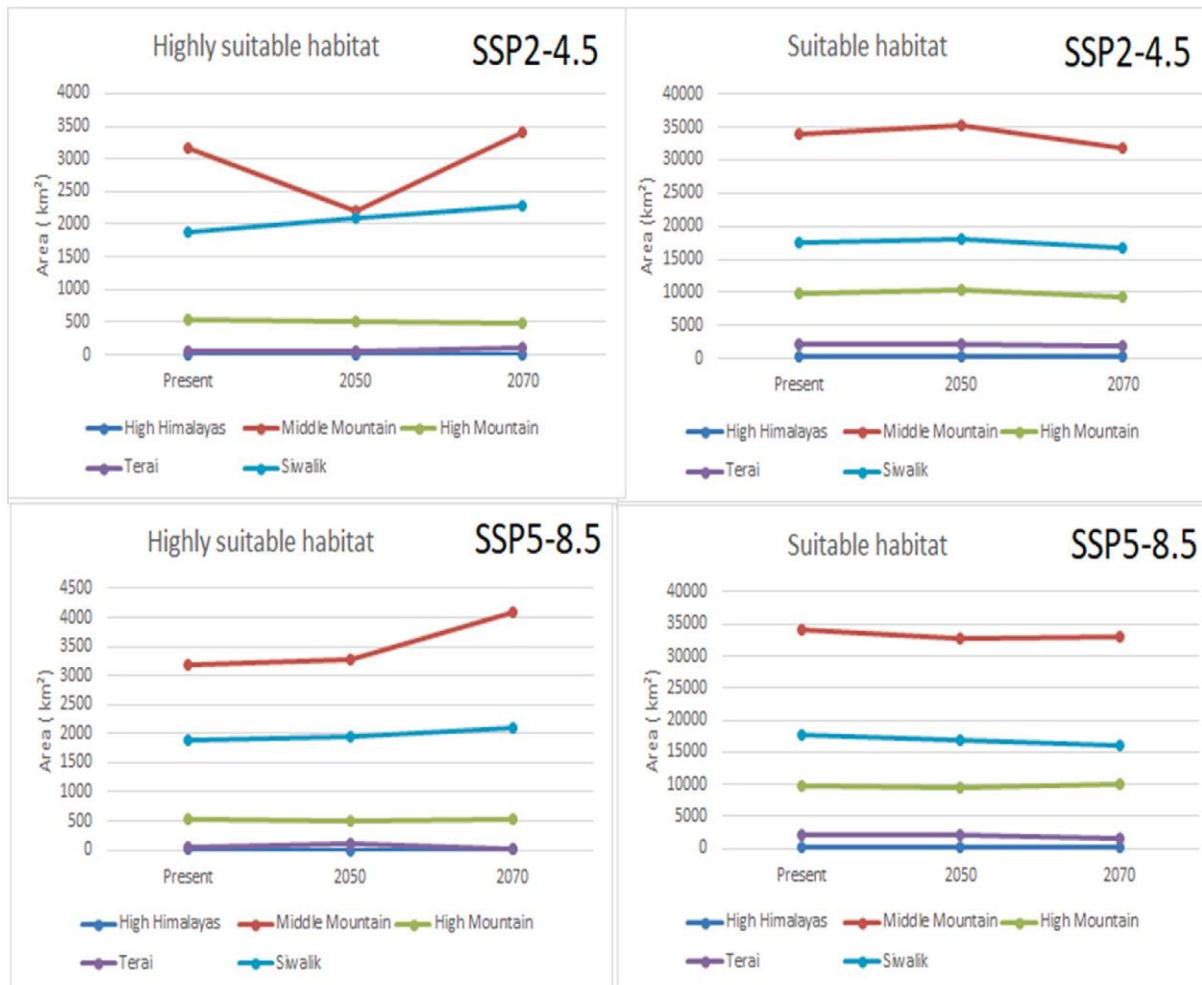 Highly suitable habitat SSP2-4.5
Area ( km²)
4000
3500
3000
2500
2000
1500
1000
500
0
Present 2050 2070
High Himalayas Middle Mountain High Mountain
Terai Siwalik
Suitable habitat SSP2-4.5
Area (km²)
40000
35000
30000
25000
20000
15000
10000
5000
0
Present 2050 2070
High Himalayas Middle Mountain High Mountain
Terai Siwalik
Highly suitable habitat SSP5-8.5
Area ( km²)
4500
4000
3500
3000
2500
2000
1500
1000
500
0
Present 2050 2070
High Himalayas Middle Mountain High Mountain
Terai Siwalik
Suitable habitat SSP5-8.5
Area ( km²)
40000
35000
30000
25000
20000
15000
10000
5000
0
Present 2050 2070
High Himalayas Middle Mountain High Mountain
Terai Siwalik